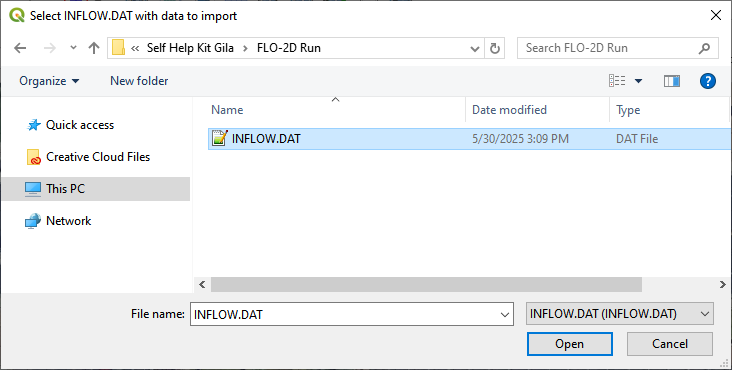 Select INFLOW.DAT with data to import
« Self Help Kit Gila > FLO-2D Run
Search FLO-2D Run
Organize New folder
Name Date modified Type
Quick access
INFLOW.DAT 5/30/2025 3:09 PM DAT File
Creative Cloud Files
This PC
Network
File name: INFLOW.DAT INFLOW.DAT (INFLOW.DAT)
Open Cancel